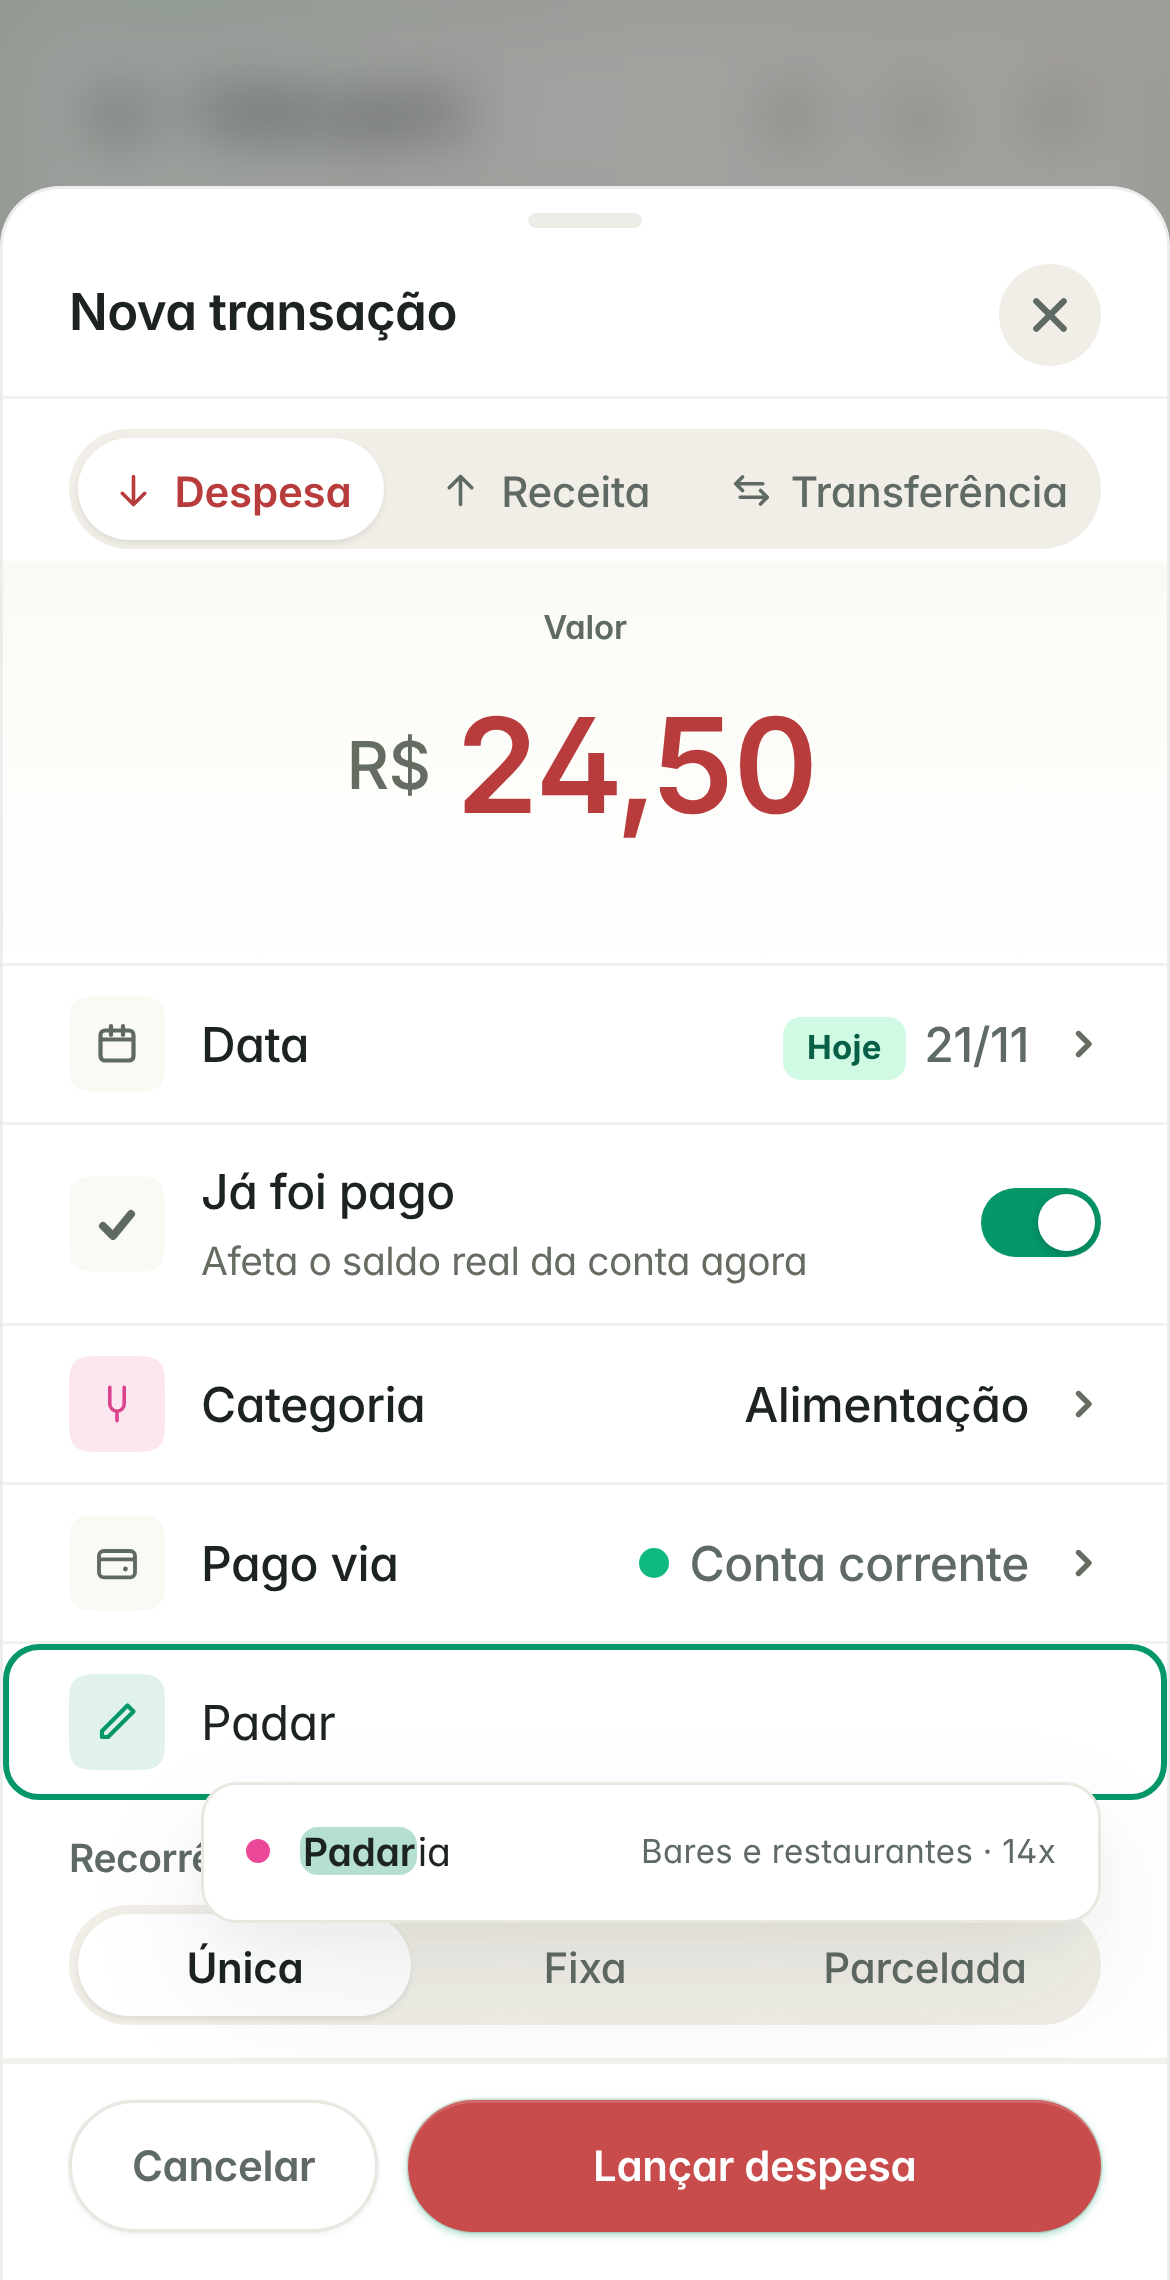 Nova transação
Despesa Receita Transferência
Valor
R$ 24,50
Data Hoje 21/11
Já foi pago
Afeta o saldo real da conta agora
Categoria Alimentação
Pago via Conta corrente
Padar
Padaria Bares e restaurantes · 14x
Única Fixa Parcelada
Cancelar Lançar despesa